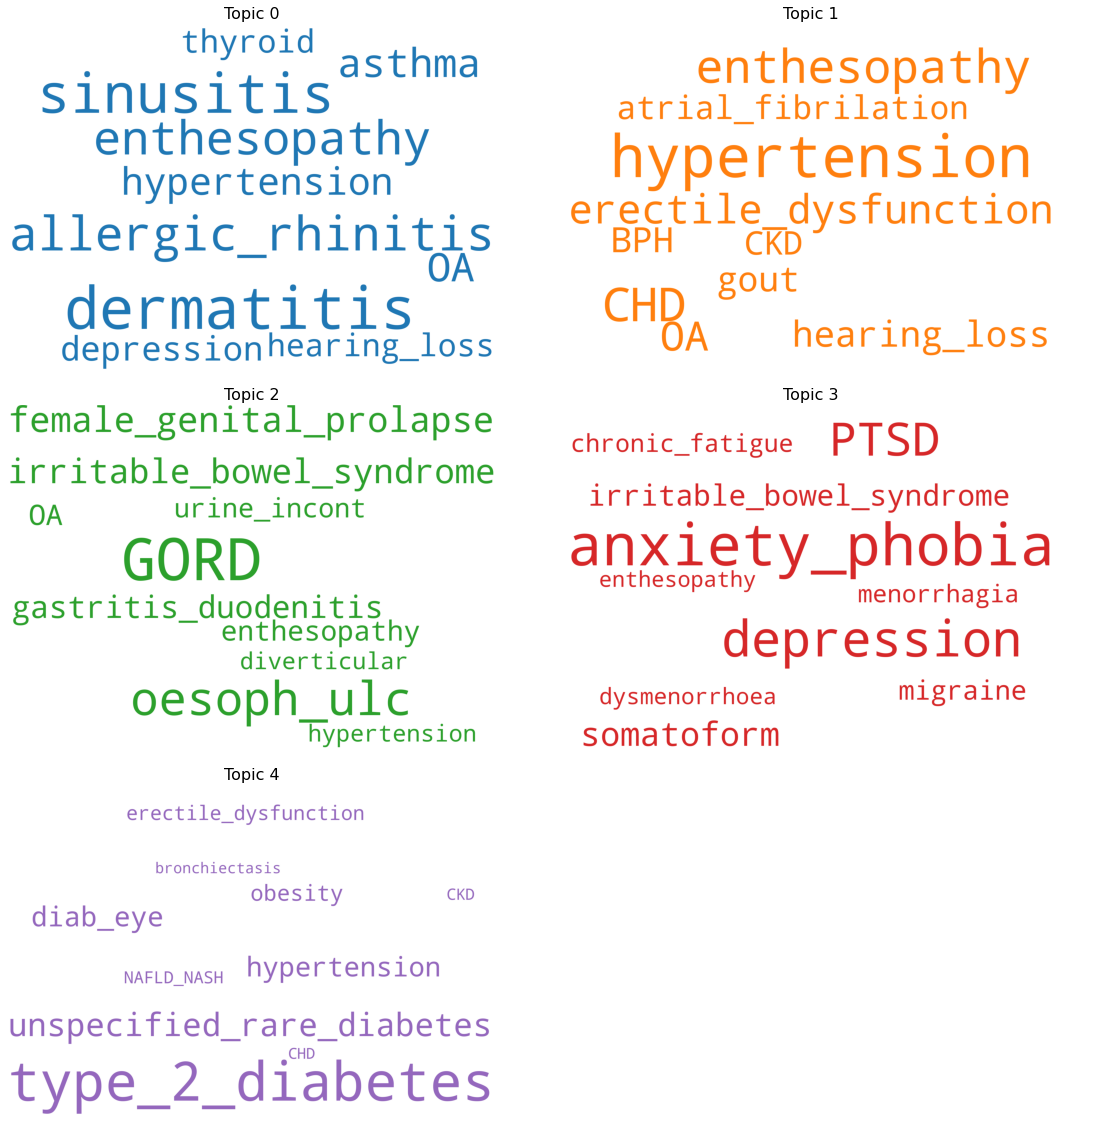 Topic 0
thyroid
asthma
sinusitis
enthesopathy
hypertension
allergic_rhinitis
OA
dermatitis
depression
hearing_loss
Topic 1
enthesopathy
atrial_fibrilation
hypertension
erectile_dysfunction
BPH
CKD
gout
CHD
OA
hearing_loss
Topic 2
female_genital_prolapse
irritable_bowel_syndrome
OA
urine_incont
GORD
gastritis_duodenitis
enthesopathy
diverticular
oesoph_ulc
hypertension
Topic 3
chronic_fatigue
PTSD
irritable_bowel_syndrome
anxiety_phobia
enthesopathy
menorrhagia
depression
dysmenorrhoea
migraine
somatoform
Topic 4
erectile_dysfunction
bronchiectasis
obesity
CKD
diab_eye
NAFLD_NASH
hypertension
unspecified_rare_diabetes
CHD
type_2_diabetes